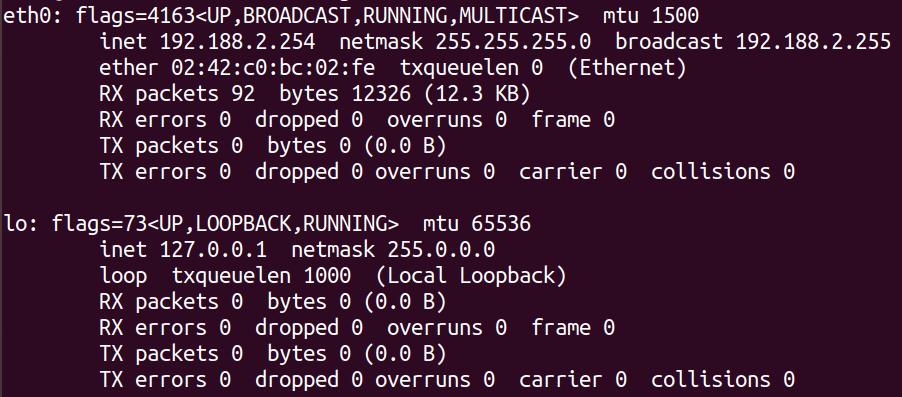 eth0: flags=4163<UP,BROADCAST,RUNNING,MULTICAST>  mtu 1500
        inet 192.188.2.254  netmask 255.255.255.0  broadcast 192.188.2.255
        ether 02:42:c0:bc:02:fe  txqueuelen 0  (Ethernet)
        RX packets 92  bytes 12326 (12.3 KB)
        RX errors 0  dropped 0  overruns 0  frame 0
        TX packets 0  bytes 0 (0.0 B)
        TX errors 0  dropped 0 overruns 0  carrier 0  collisions 0

lo: flags=73<UP,LOOPBACK,RUNNING>  mtu 65536
        inet 127.0.0.1  netmask 255.0.0.0
        loop  txqueuelen 1000  (Local Loopback)
        RX packets 0  bytes 0 (0.0 B)
        RX errors 0  dropped 0  overruns 0  frame 0
        TX packets 0  bytes 0 (0.0 B)
        TX errors 0  dropped 0 overruns 0  carrier 0  collisions 0